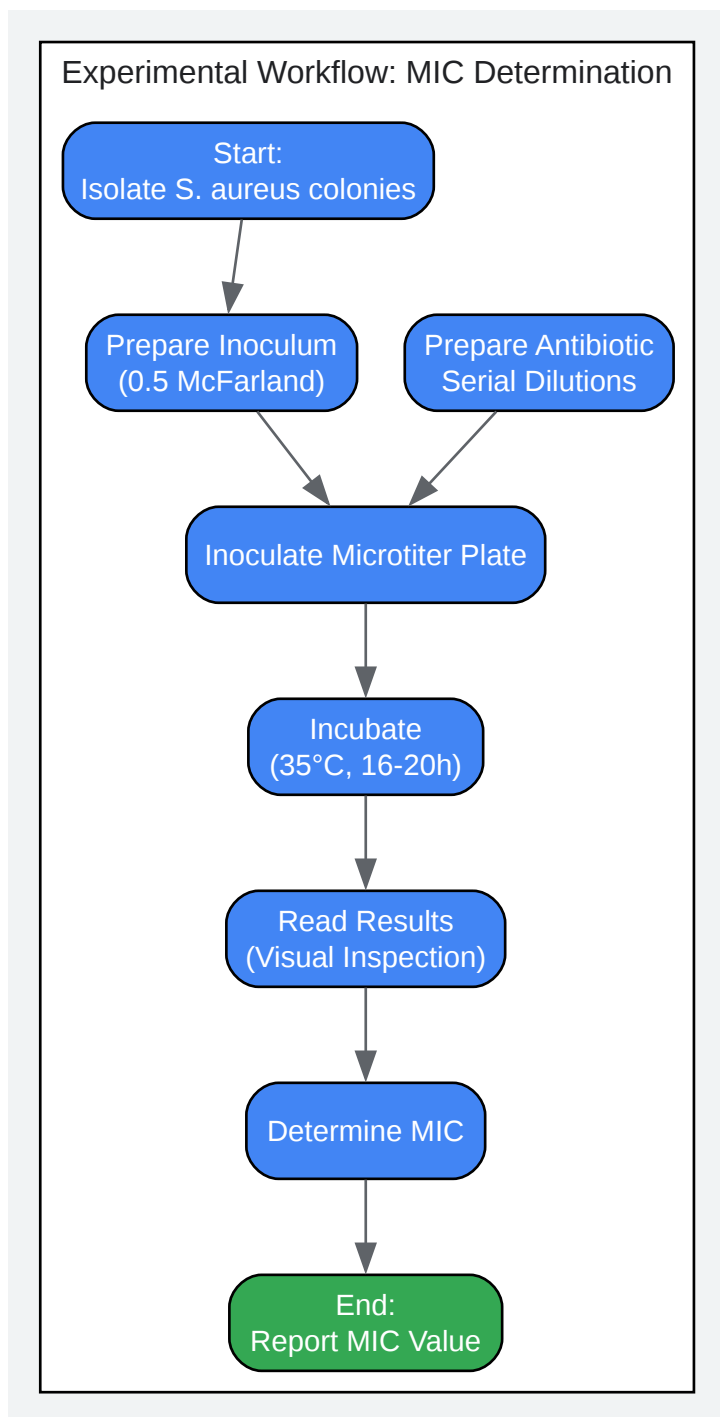 Experimental Workflow: MIC Determination
Start:
Isolate S. aureus colonies
Prepare Inoculum
(0.5 McFarland)
Prepare Antibiotic
Serial Dilutions
Inoculate Microtiter Plate
Incubate
(35°C, 16-20h)
Read Results
(Visual Inspection)
Determine MIC
End:
Report MIC Value